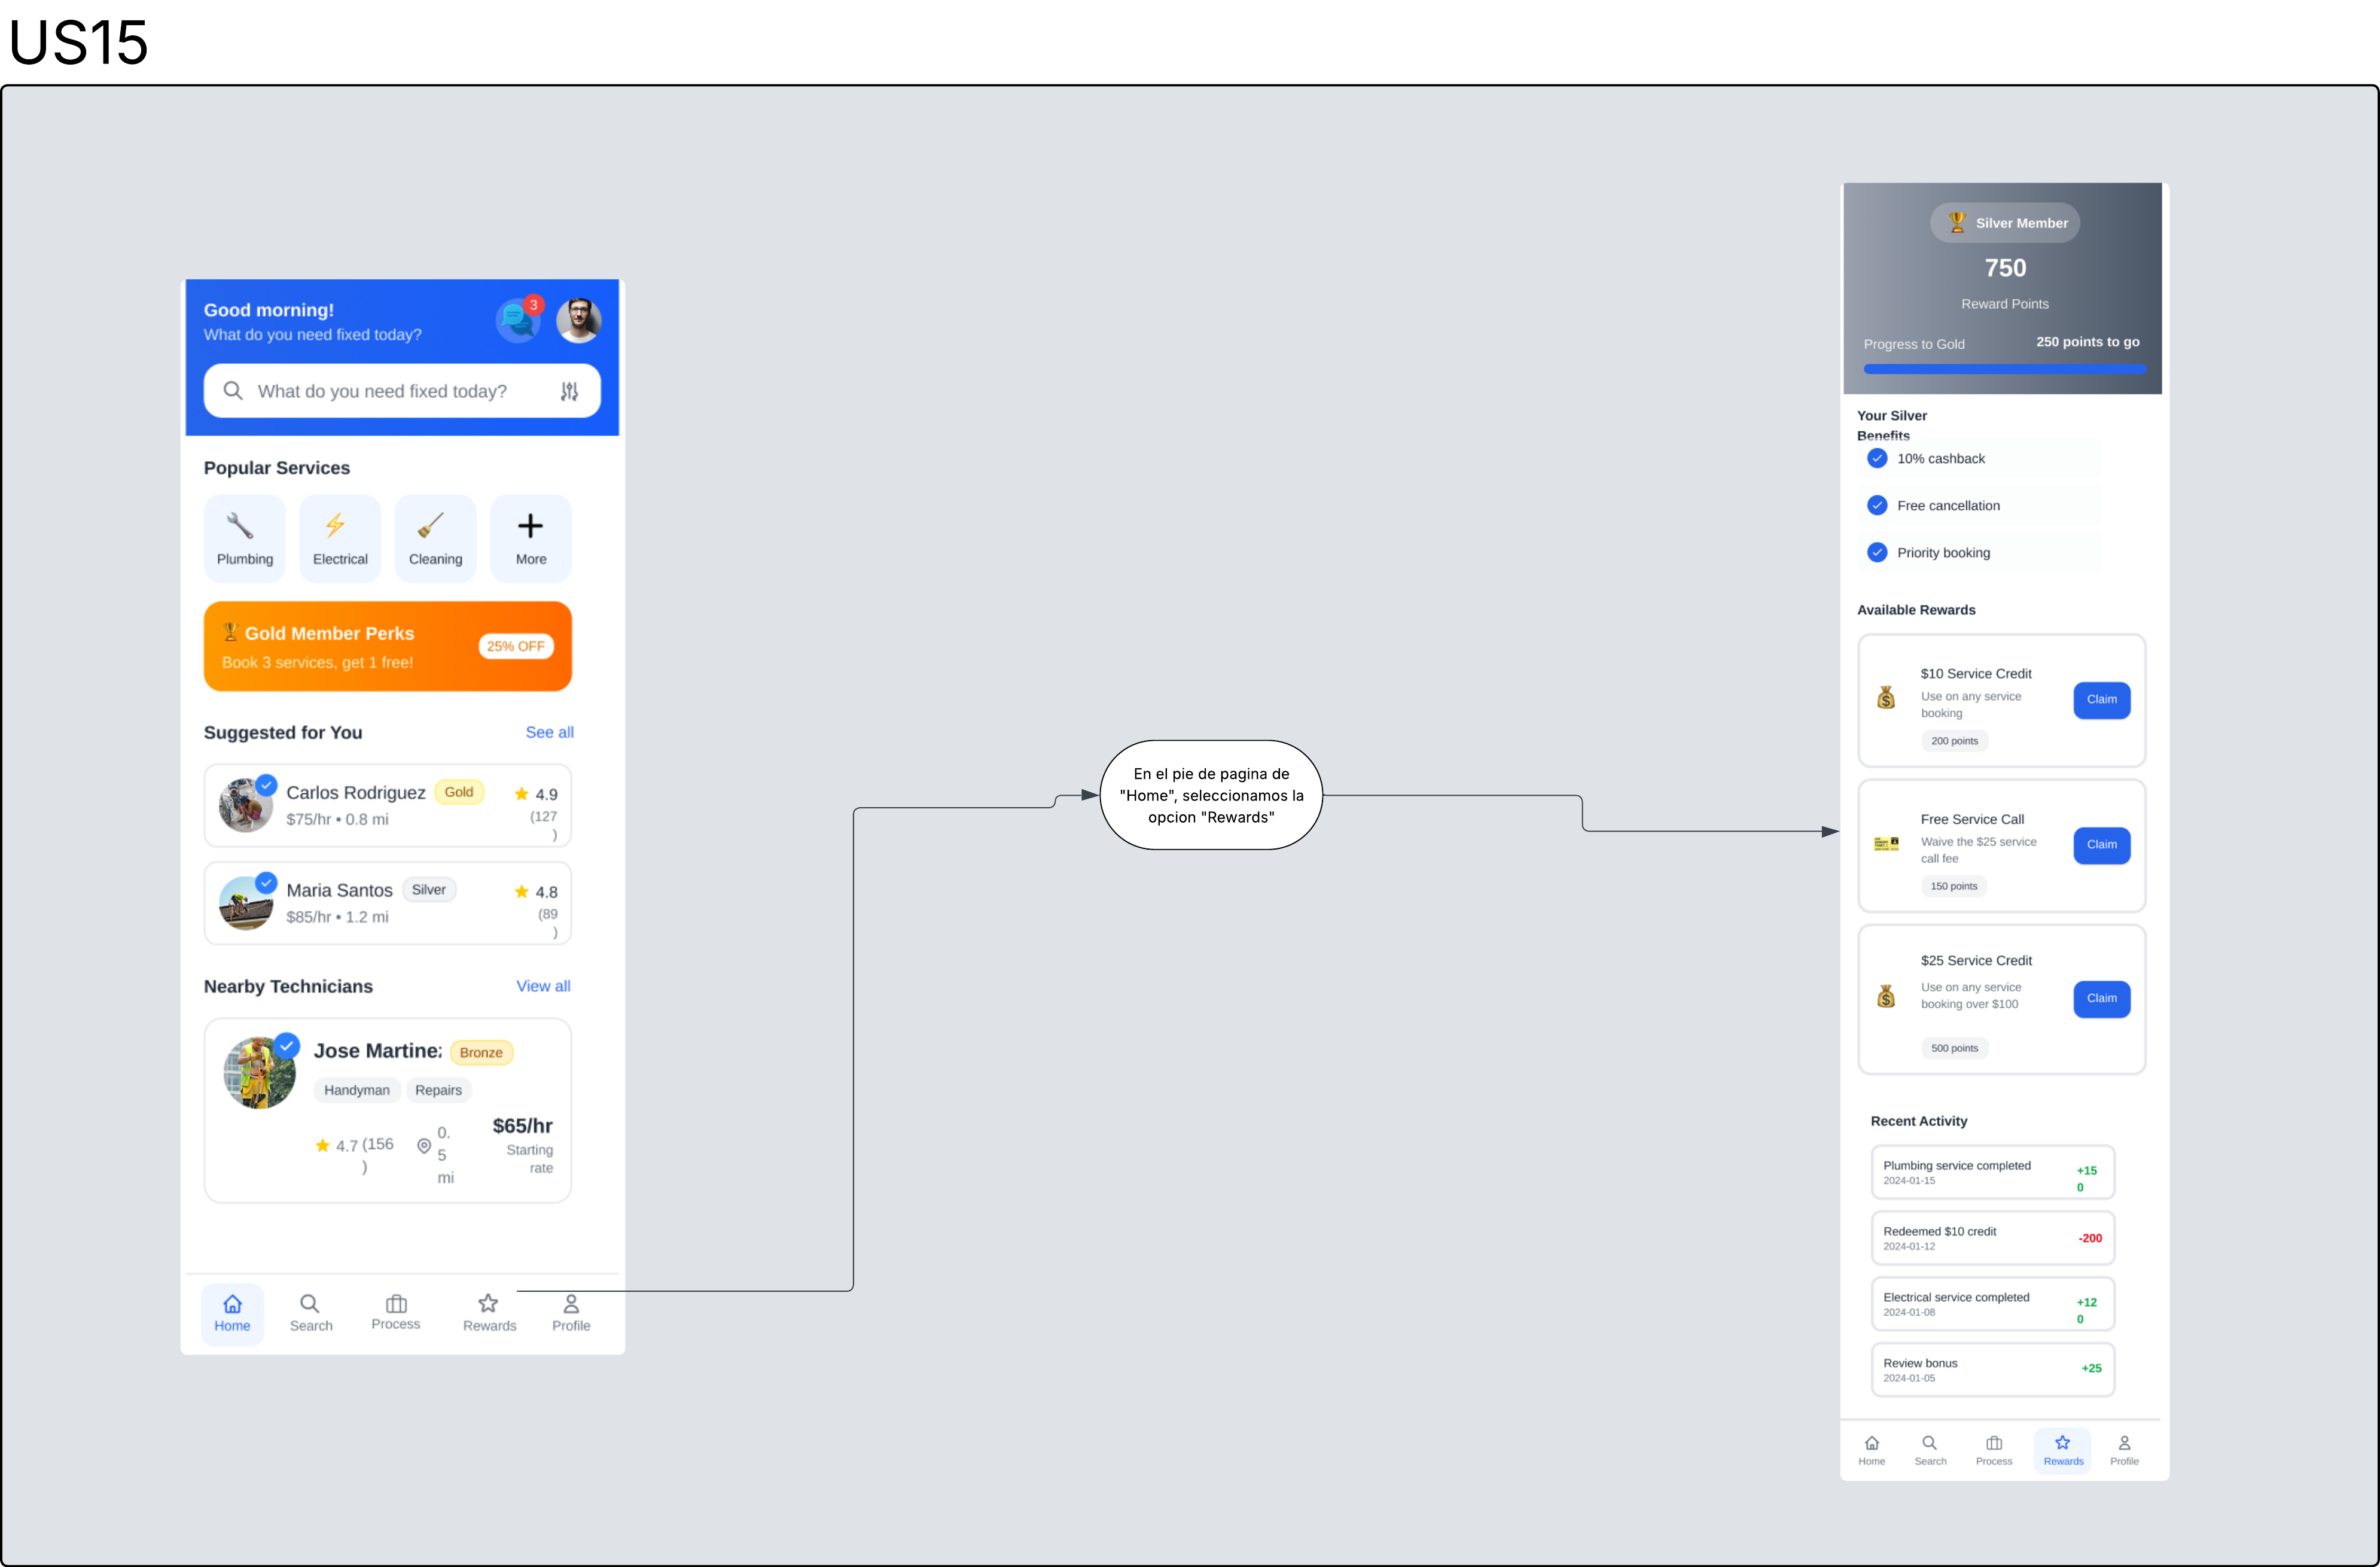 US15
Good morning!
What do you need fixed today?
3
What do you need fixed today?
Popular Services
Plumbing
Electrical
Cleaning
More
Gold Member Perks
Book 3 services, get 1 free!
25% OFF
Suggested for You
See all
Carlos Rodriguez
Gold
4.9
$75/hr • 0.8 mi
(127
)
Maria Santos
Silver
4.8
$85/hr • 1.2 mi
(89
)
Nearby Technicians
View all
Jose Martine
Bronze
Handyman
Repairs
4.7 (156
)
0.
5
mi
$65/hr
Starting
rate
Home
Search
Process
Rewards
Profile
En el pie de pagina de
"Home", seleccionamos la
opcion "Rewards"
Silver Member
750
Reward Points
Progress to Gold
250 points to go
Your Silver
Benefits
10% cashback
Free cancellation
Priority booking
Available Rewards
$10 Service Credit
Use on any service
booking
200 points
Claim
Free Service Call
Waive the $25 service
call fee
150 points
Claim
$25 Service Credit
Use on any service
booking over $100
500 points
Claim
Recent Activity
Plumbing service completed
2024-01-15
+15
0
Redeemed $10 credit
2024-01-12
-200
Electrical service completed
2024-01-08
+12
0
Review bonus
2024-01-05
+25
Home
Search
Process
Rewards
Profile